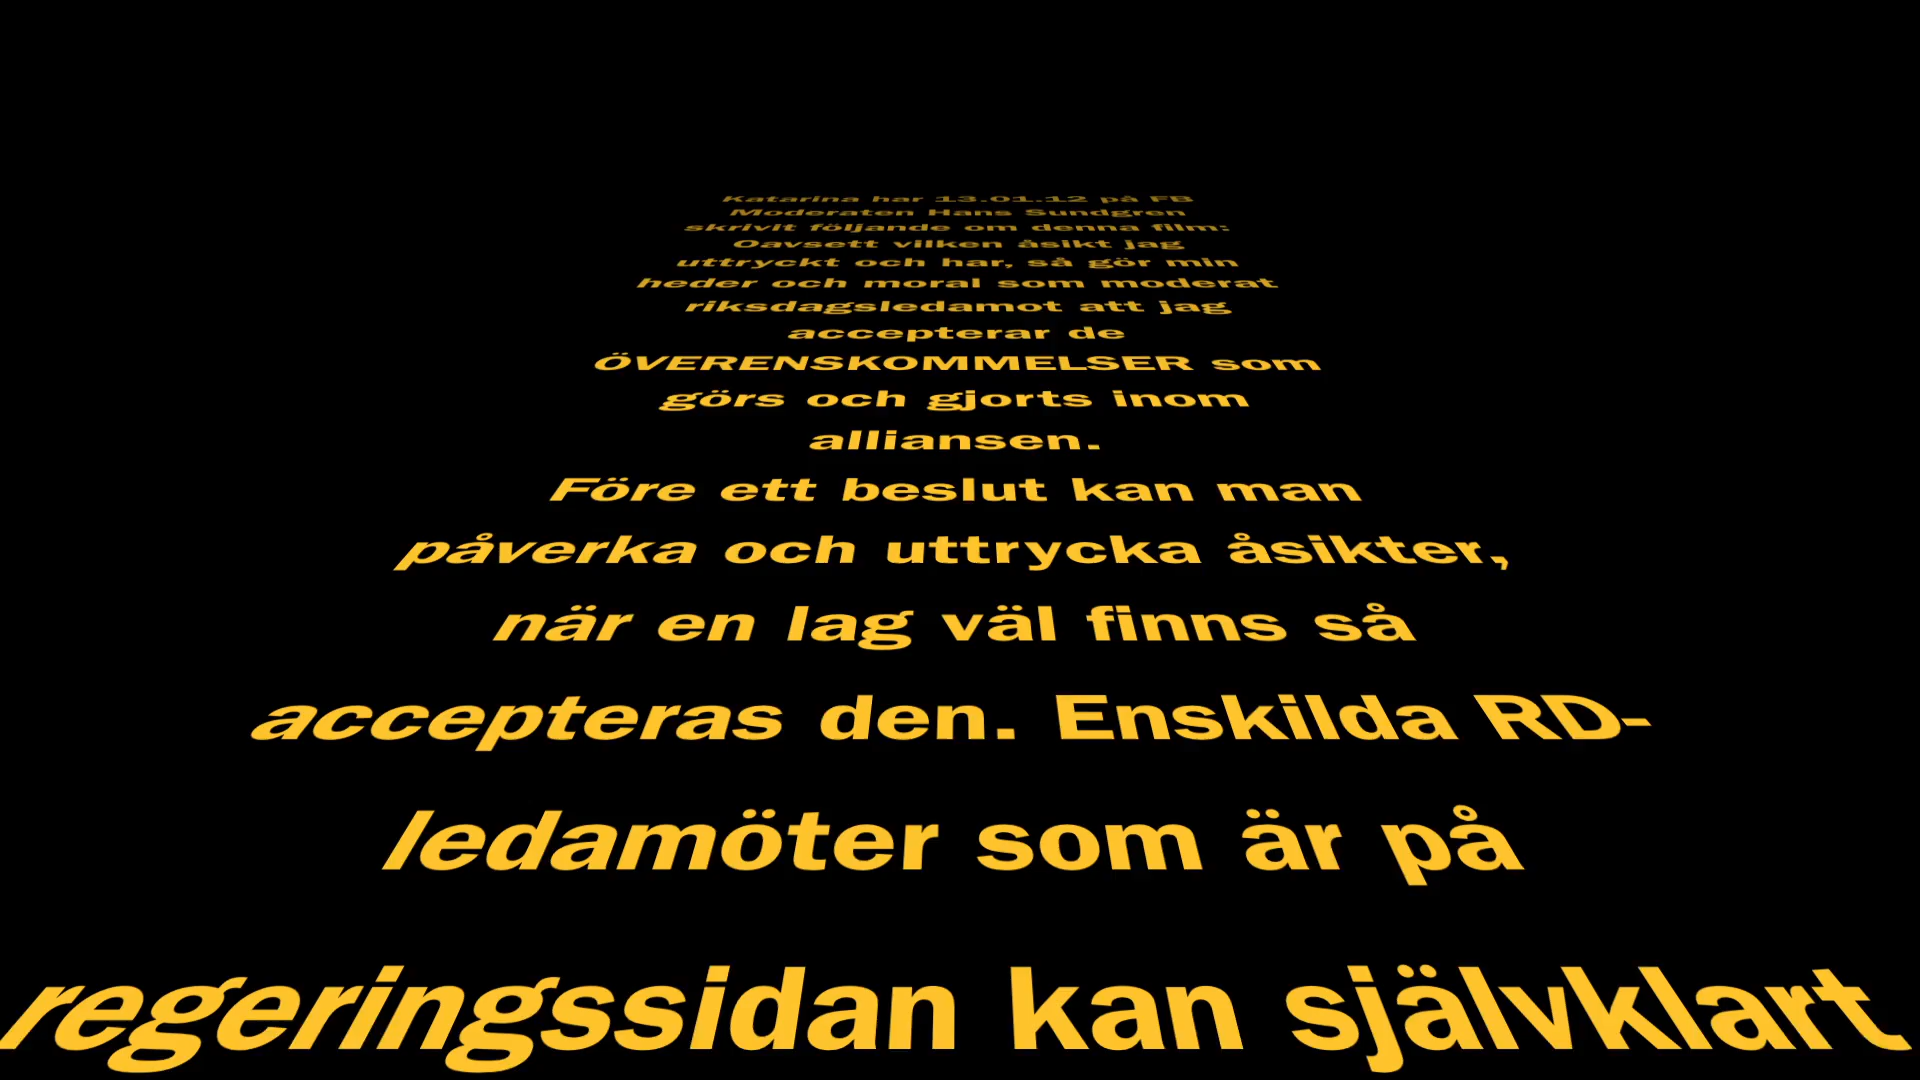 Katarina har 13.01.12 på FB
Moderaten Hans Sundgren
skrivit följande om denna film:
Oavsett vilken åsikt jag
uttryckt och har, så gör min
heder och moral som moderat
riksdagsledamot att jag
accepterar de
ÖVERENSKOMMELSER som
görs och gjorts inom
alliansen.
Före ett beslut kan man
påverka och uttrycka åsikter,
när en lag väl finns så
accepteras den. Enskilda RD-
ledamöter som är på
regeringssidan kan självklart